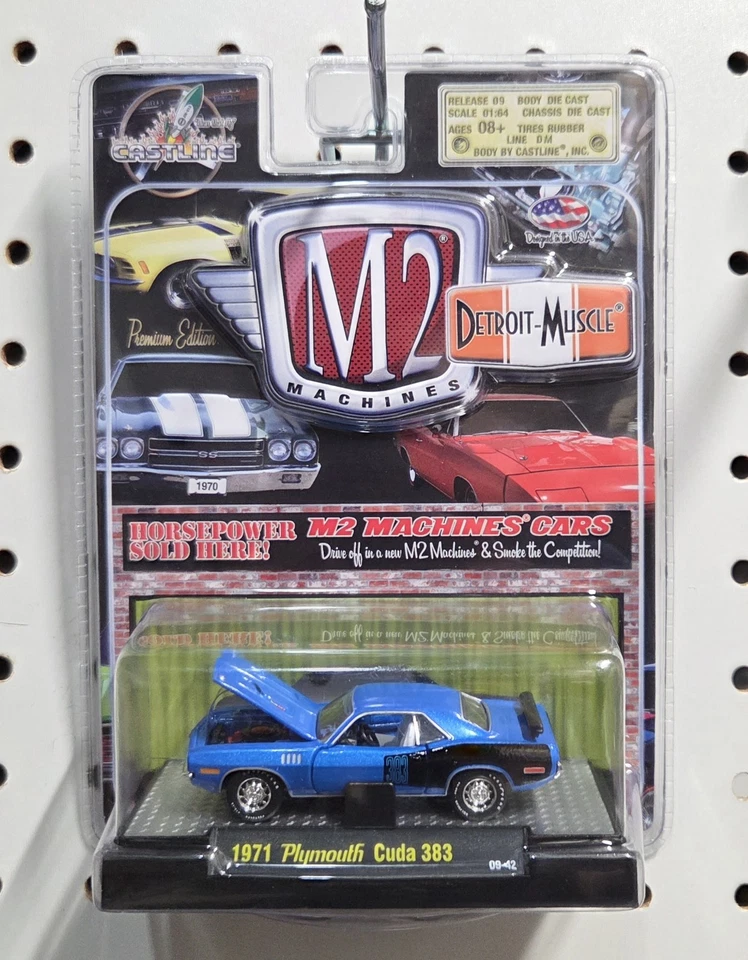 CASTLINE®
RELEASE 09 BODY DIE CAST
SCALE 01:64 CHASSIS DIE CAST
AGES 08+ TIRES RUBBER
LINE DM
BODY BY CASTLINE®, INC.
Designed in the USA
M2®
MACHINES
DETROIT-MUSCLE®
Premium Edition
SS
1970
HORSEPOWER
SOLD HERE!
M2 MACHINES® CARS
Drive off in a new M2 Machines® & Smoke the Competition!
383
1971 Plymouth Cuda 383
09-42